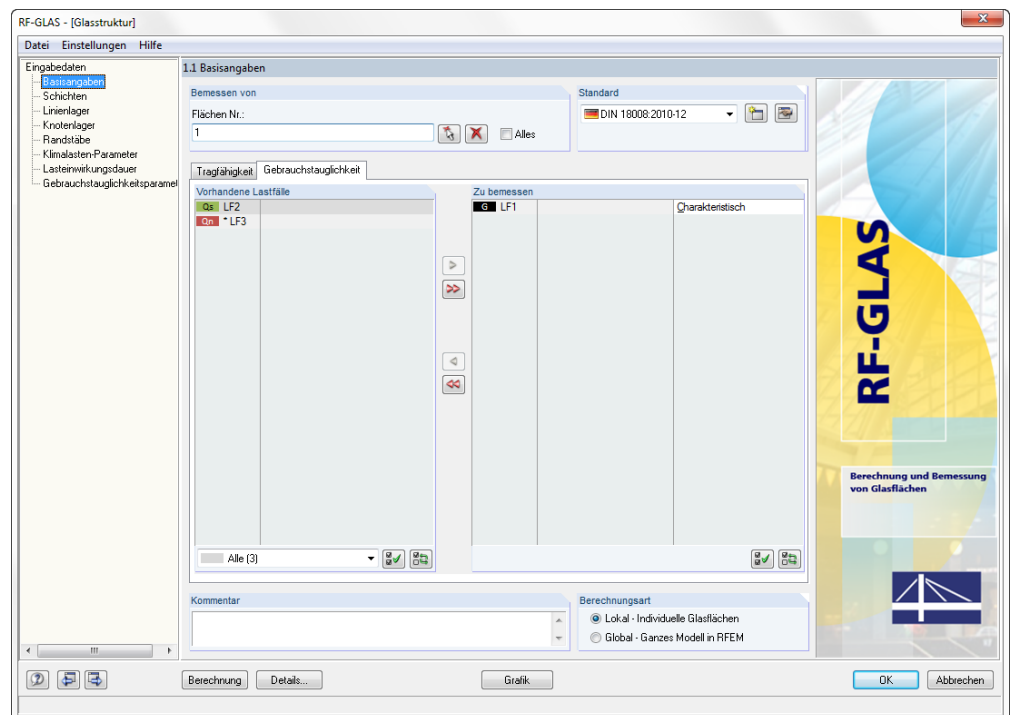 RF-GLAS - [Glasstruktur]
Datei Einstellungen Hilfe
Eingabedaten
Basisangaben
Schichten
Linienlager
Knotenlager
Randstäbe
Klimalasten-Parameter
Lasteinwirkungsdauer
Gebrauchstauglichkeitsparamet
1.1 Basisangaben
Bemessen von
Flächen Nr.:
1
Alles
Standard
DIN 18008:2010-12
Tragfähigkeit Gebrauchstauglichkeit
Vorhandene Lastfälle
Qs LF2
Qn * LF3
Alle (3)
Zu bemessen
G LF1 Charakteristisch
Kommentar
Berechnungsart
Lokal - Individuelle Glasflächen
Global - Ganzes Modell in RFEM
RF-GLAS
Berechnung und Bemessung
von Glasflächen
Berechnung Details... Grafik OK Abbrechen